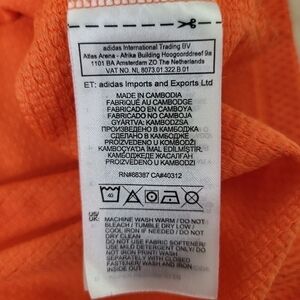 adidas International Trading BV
Atlas Arena - Afrika Building Hoogoorddreef 9a
1101 BA Amsterdam ZO The Netherlands
VAT NO. NL 8073.01.322.B.01
ET: adidas Imports and Exports Ltd
MADE IN CAMBODIA
FABRIQUÉ AU CAMBODGE
FABRICADO EN CAMBOYA
FABRICADO NO CAMBOJA
GYÁRTVA: KAMBODZSA
ПРОИЗВЕДЕНО В КАМБОДЖА
СДЕЛАНО В КАМБОДЖЕ
PROIZVEDENO U KAMBODŽI
KAMBOÇYA'DA İMAL EDİLMİŞTİR.
КАМБОДЖЕДЕ ЖАСАЛҒАН
PROIZVEDENO U KAMBODŽI
RN#88387 CA#40312
40
US
UK
MACHINE WASH WARM / DO NOT
BLEACH / TUMBLE DRY LOW /
COOL IRON IF NEEDED / DO NOT
DRY CLEAN
DO NOT USE FABRIC SOFTENER/
DO NOT IRON PRINT/ WASH
SEPARATELY WITH CLOSED
FASTENER/ WASH AND IRON
INSIDE OUT